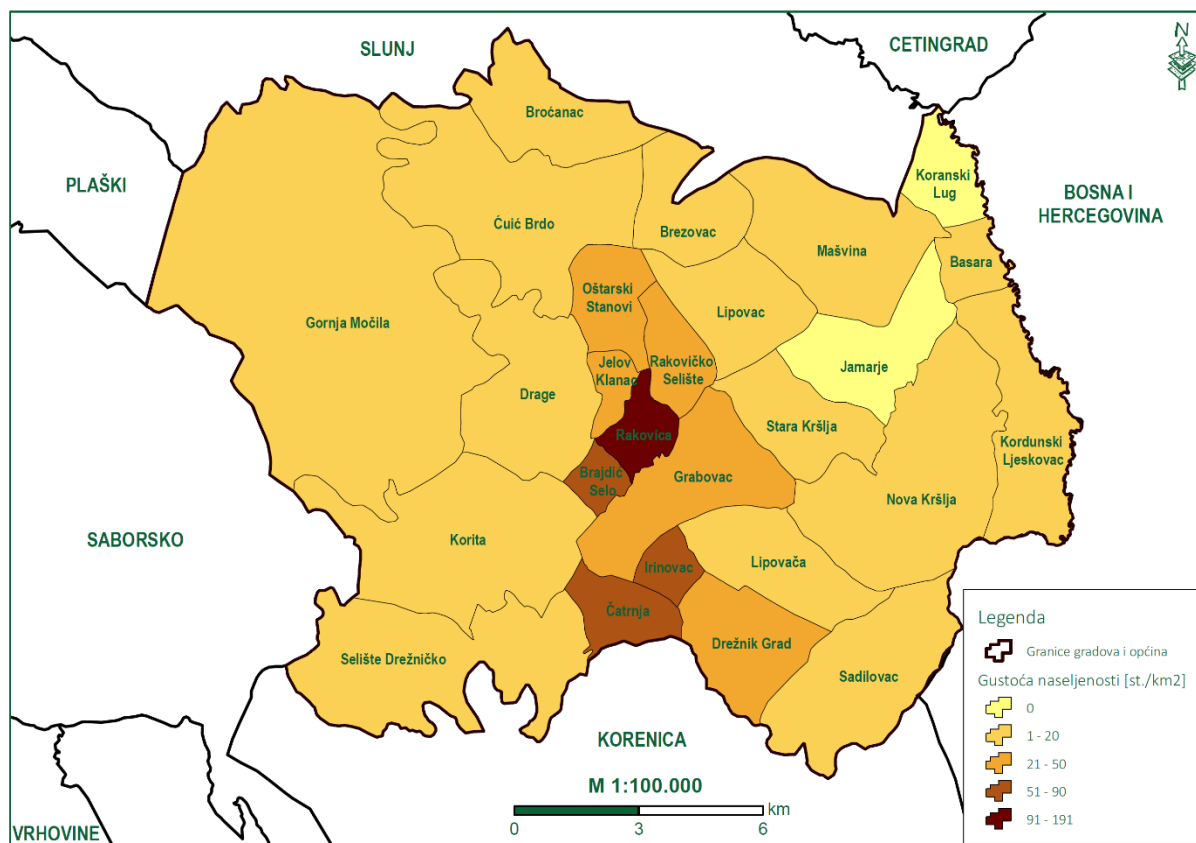 N
SLUNJ
CETINGRAD
PLAŠKI
BOSNA I
HERCEGOVINA
SABORSKO
KORENICA
VRHOVINE
Broćanac
Koranski
Lug
Ćuić Brdo
Brezovac
Mašvina
Basara
Oštarski
Stanovi
Lipovac
Gornja Močila
Jelov
Klanac
Rakovičko
Selište
Jamarje
Drage
Rakovica
Stara Kršlja
Kordunski
Ljeskovac
Brajdić
Selo
Grabovac
Nova Kršlja
Korita
Irinovac
Lipovača
Čatrnja
Selište Drežničko
Drežnik Grad
Sadilovac
M 1:100.000
km
0
3
6
Legenda
Granice gradova i općina
Gustoća naseljenosti [st./km2]
0
1 - 20
21 - 50
51 - 90
91 - 191